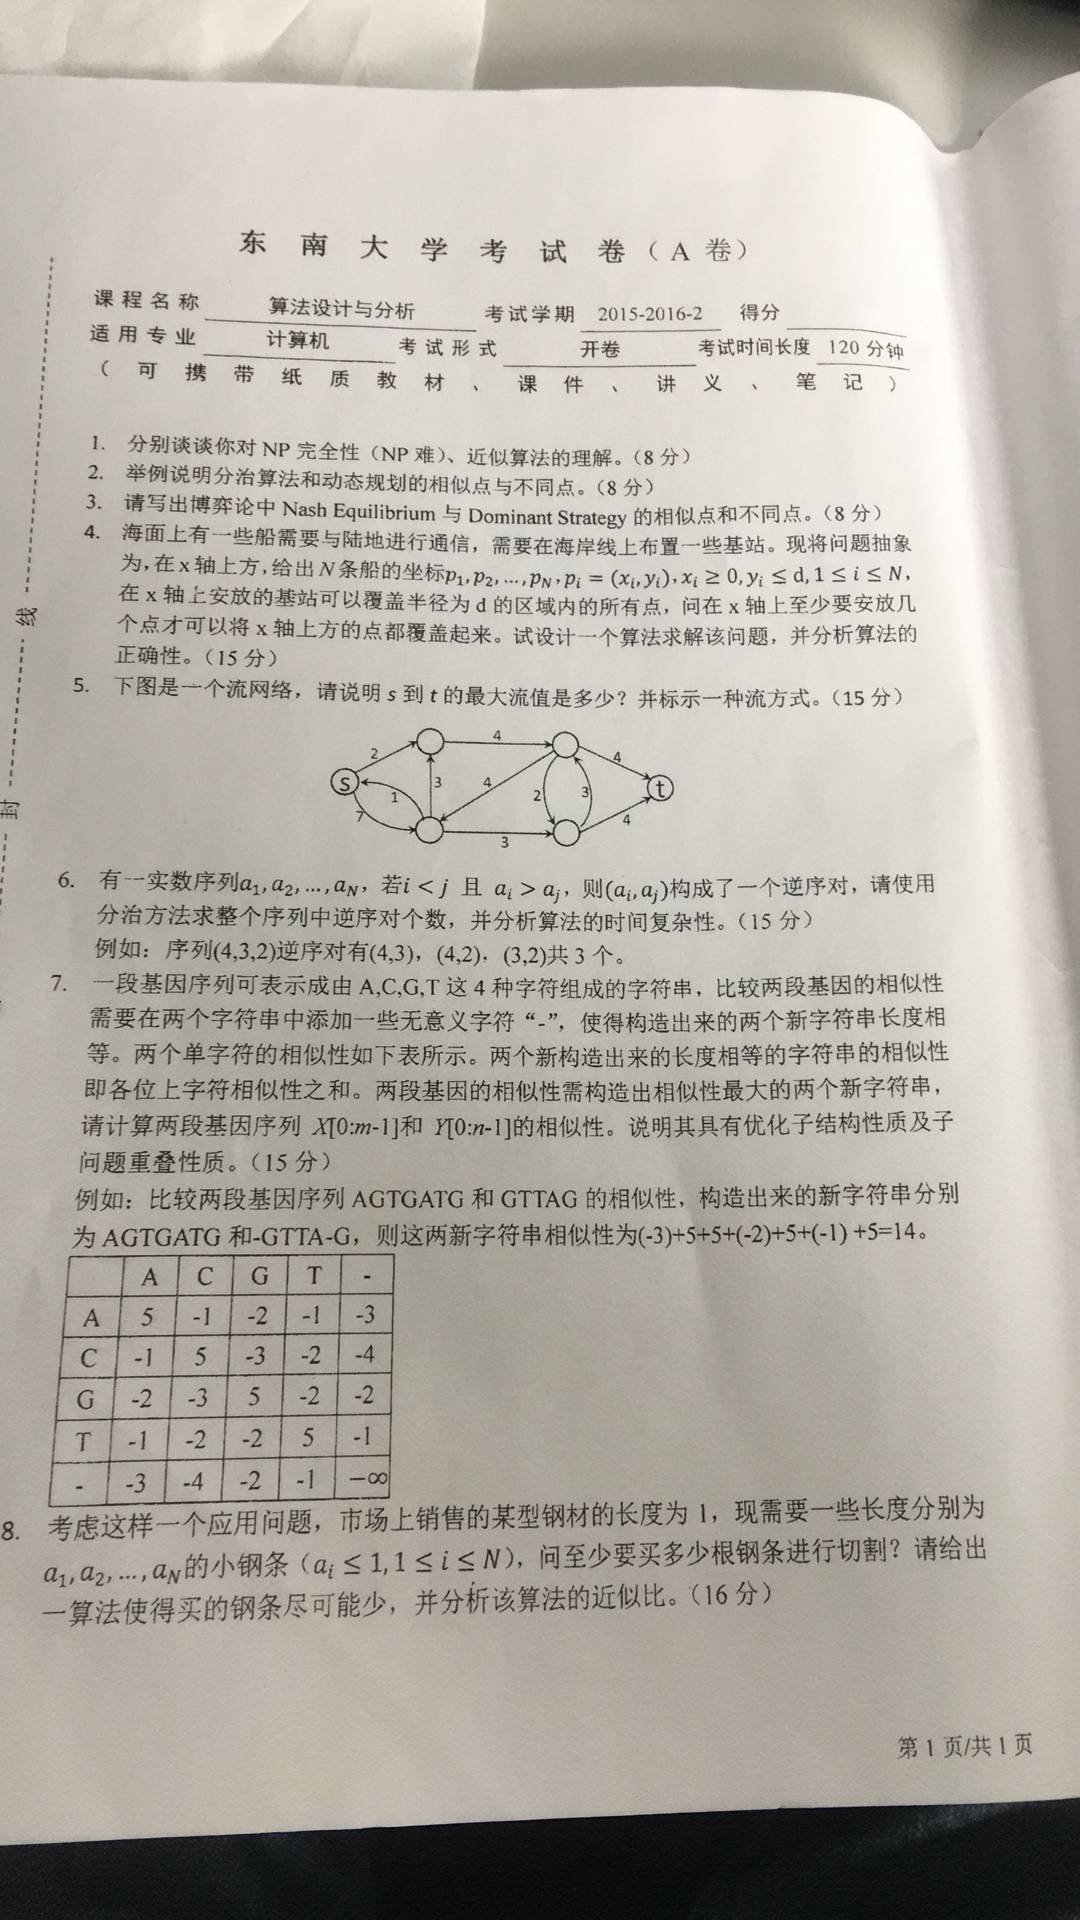 东南大学考试卷（A 卷）
课程名称 算法设计与分析 考试学期 2015-2016-2 得分
适用专业 计算机 考试形式 开卷 考试时间长度 120 分钟
（可携带纸质教材、课件、讲义、笔记）
1. 分别谈谈你对 NP 完全性（NP 难）、近似算法的理解。（8 分）
2. 举例说明分治算法和动态规划的相似点与不同点。（8 分）
3. 请写出博弈论中 Nash Equilibrium 与 Dominant Strategy 的相似点和不同点。（8 分）
4. 海面上有一些船需要与陆地进行通信，需要在海岸线上布置一些基站。现将问题抽象
为，在 x 轴上方，给出 N 条船的坐标p₁,p₂,…,p_N，p_i = (x_i,y_i),x_i ≥ 0,y_i ≤ d,1 ≤ i ≤ N，
在 x 轴上安放的基站可以覆盖半径为 d 的区域内的所有点，问在 x 轴上至少要安放几
个点才可以将 x 轴上方的点都覆盖起来。试设计一个算法求解该问题，并分析算法的
正确性。（15 分）
线
5. 下图是一个流网络，请说明 s 到 t 的最大流值是多少？并标示一种流方式。（15 分）
2 4 4
s 1 3 4 2 3 t
7 3 4
封
6. 有一实数序列a₁,a₂,…,a_N，若i < j 且 a_i > a_j，则(a_i,a_j)构成了一个逆序对，请使用
分治方法求整个序列中逆序对个数，并分析算法的时间复杂性。（15 分）
例如：序列(4,3,2)逆序对有(4,3)，(4,2)，(3,2)共 3 个。
7. 一段基因序列可表示成由 A,C,G,T 这 4 种字符组成的字符串，比较两段基因的相似性
需要在两个字符串中添加一些无意义字符“-”，使得构造出来的两个新字符串长度相
等。两个单字符的相似性如下表所示。两个新构造出来的长度相等的字符串的相似性
即各位上字符相似性之和。两段基因的相似性需构造出相似性最大的两个新字符串，
请计算两段基因序列 X[0:m-1]和 Y[0:n-1]的相似性。说明其具有优化子结构性质及子
问题重叠性质。（15 分）
例如：比较两段基因序列 AGTGATG 和 GTTAG 的相似性，构造出来的新字符串分别
为 AGTGATG 和-GTTA-G，则这两新字符串相似性为(-3)+5+5+(-2)+5+(-1) +5=14。
A C G T -
A 5 -1 -2 -1 -3
C -1 5 -3 -2 -4
G -2 -3 5 -2 -2
T -1 -2 -2 5 -1
- -3 -4 -2 -1 −∞
8. 考虑这样一个应用问题，市场上销售的某型钢材的长度为 1，现需要一些长度分别为
a₁,a₂,…,a_N的小钢条（a_i ≤ 1,1 ≤ i ≤ N），问至少要买多少根钢条进行切割？请给出
一算法使得买的钢条尽可能少，并分析该算法的近似比。（16 分）
第 1 页/共 1 页